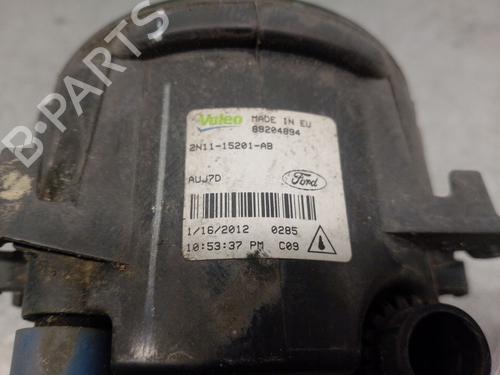 Valeo MADE IN EU
89204894
2N11-15201-AB
AUJ7D
Ford
1/16/2012 0285
10:53:37 PM C09
B-PARTS